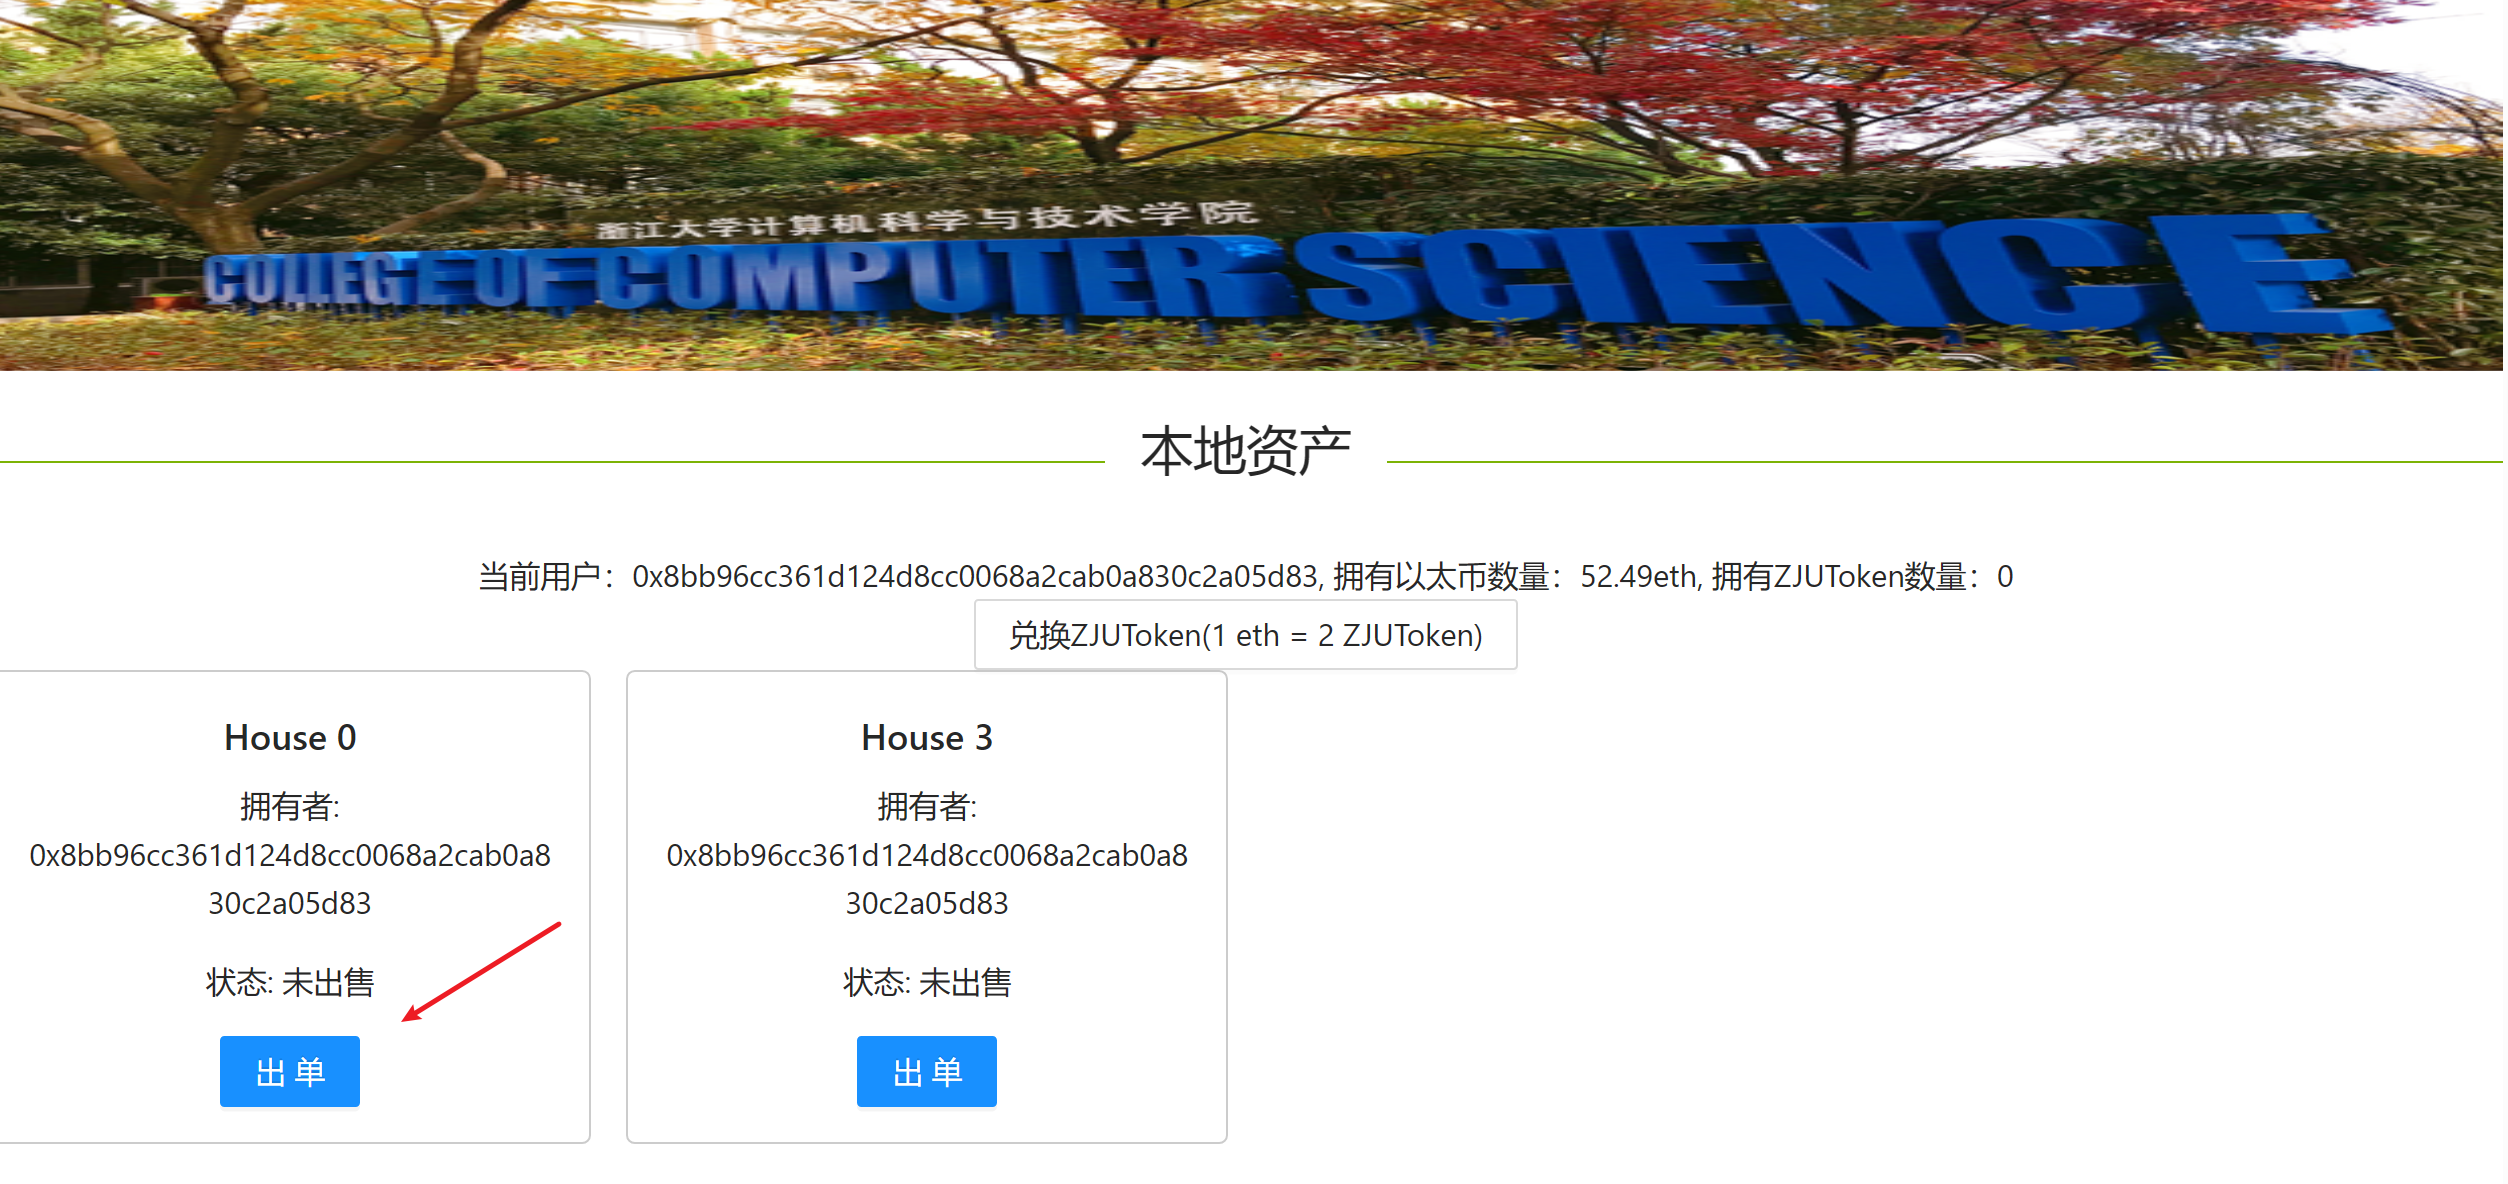 浙江大学计算机科学与技术学院
COLLEGE OF COMPUTER SCIENCE
本地资产
当前用户：0x8bb96cc361d124d8cc0068a2cab0a830c2a05d83, 拥有以太币数量：52.49eth, 拥有ZJUToken数量：0
兑换ZJUToken(1 eth = 2 ZJUToken)
House 0
拥有者:
0x8bb96cc361d124d8cc0068a2cab0a8
30c2a05d83
状态: 未出售
出 单
House 3
拥有者:
0x8bb96cc361d124d8cc0068a2cab0a8
30c2a05d83
状态: 未出售
出 单